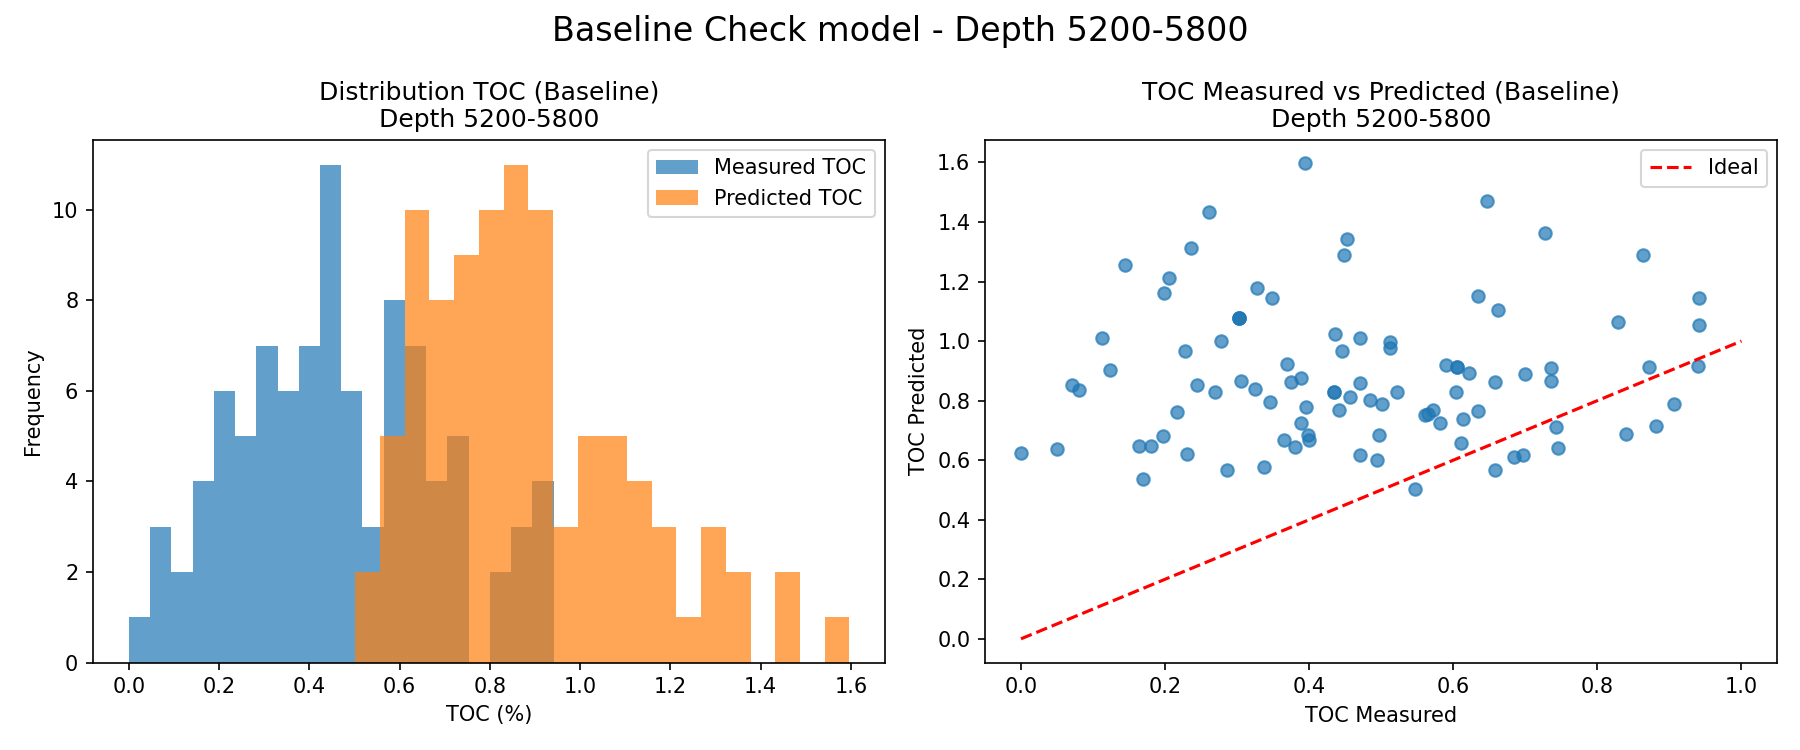 Baseline Check model - Depth 5200-5800
Distribution TOC (Baseline)
Depth 5200-5800
Measured TOC
Predicted TOC
Frequency
10
8
6
4
2
0
0.0 0.2 0.4 0.6 0.8 1.0 1.2 1.4 1.6
TOC (%)
TOC Measured vs Predicted (Baseline)
Depth 5200-5800
Ideal
TOC Predicted
1.6
1.4
1.2
1.0
0.8
0.6
0.4
0.2
0.0
0.0 0.2 0.4 0.6 0.8 1.0
TOC Measured